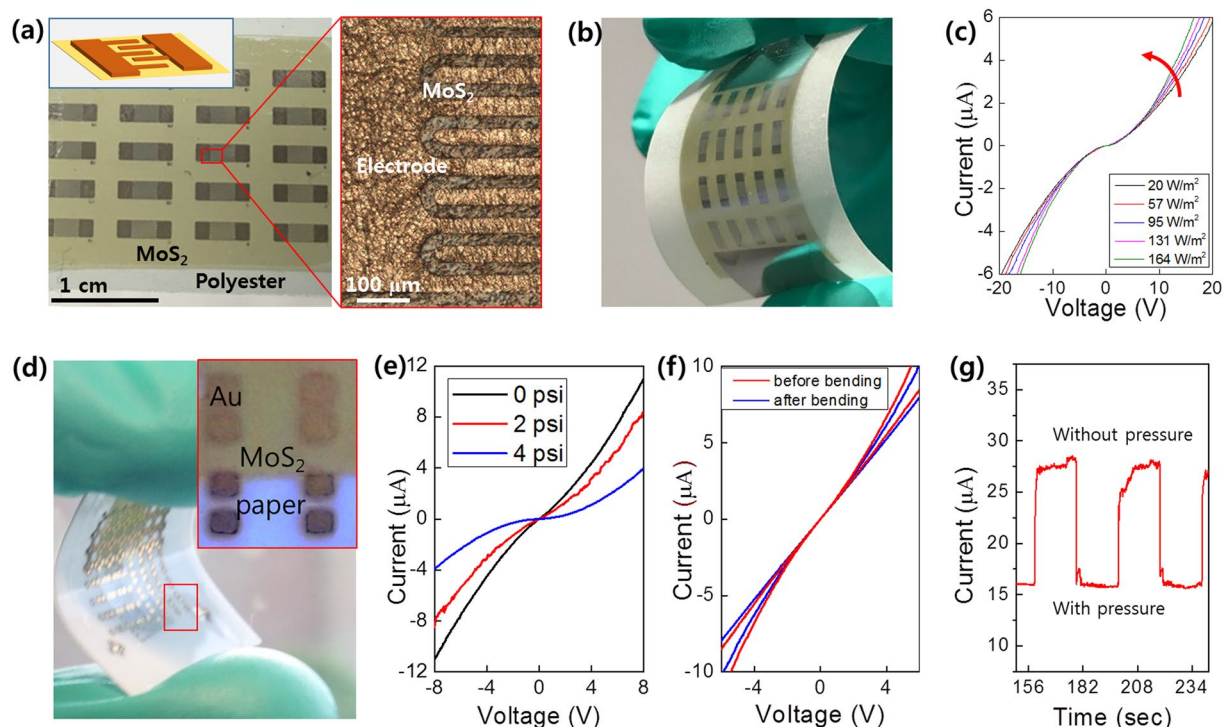 (a)
MoS₂
Electrode
MoS₂
Polyester
1 cm
100 μm
(b)
(c)
6
4
2
0
-2
-4
-6
Current (μA)
20 W/m²
57 W/m²
95 W/m²
131 W/m²
164 W/m²
-20 -10 0 10 20
Voltage (V)
(d)
Au
MoS₂
paper
(e)
12
8
4
0
-4
-8
-12
Current (μA)
0 psi
2 psi
4 psi
-8 -4 0 4 8
Voltage (V)
(f)
10
5
0
-5
-10
Current (μA)
before bending
after bending
-4 0 4
Voltage (V)
(g)
35
30
25
20
15
10
Current (μA)
Without pressure
With pressure
156 182 208 234
Time (sec)